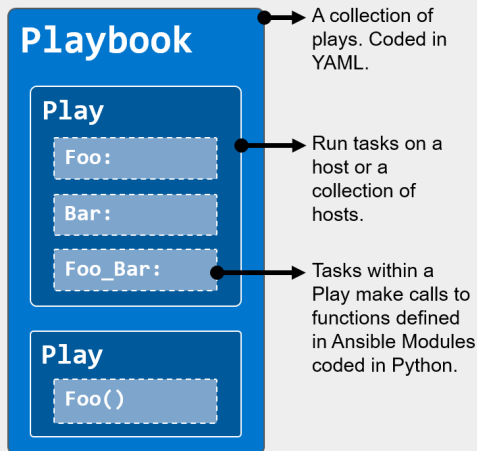 Playbook
Play
Foo:
Bar:
Foo_Bar:
Play
Foo()
A collection of
plays. Coded in
YAML.
Run tasks on a
host or a
collection of
hosts.
Tasks within a
Play make calls to
functions defined
in Ansible Modules
coded in Python.